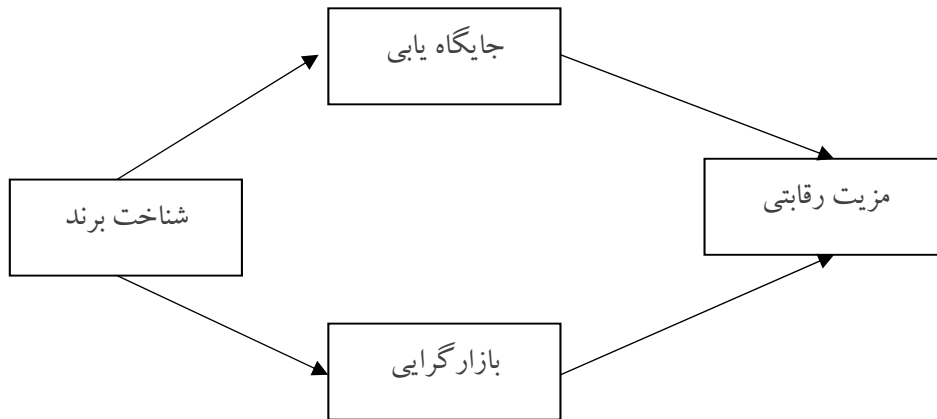 جایگاه یابی
مزیت رقابتی
شناخت برند
بازارگرایی